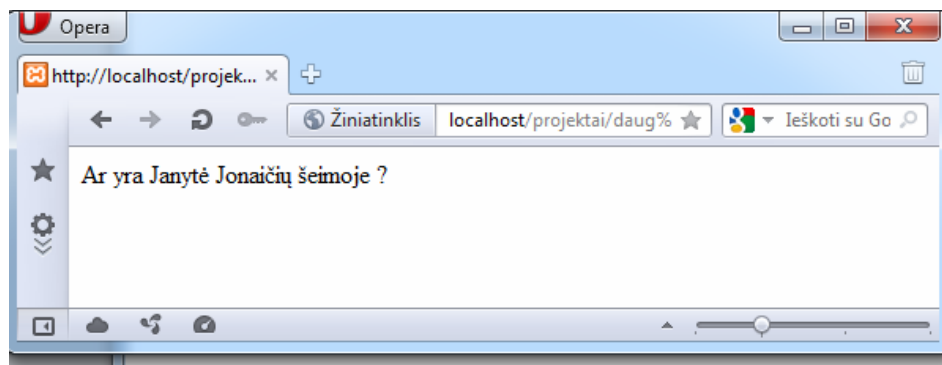 Opera
http://localhost/projek...
Žiniatinklis
localhost/projektai/daug%
Ieškoti su Go
Ar yra Janytė Jonaičių šeimoje ?